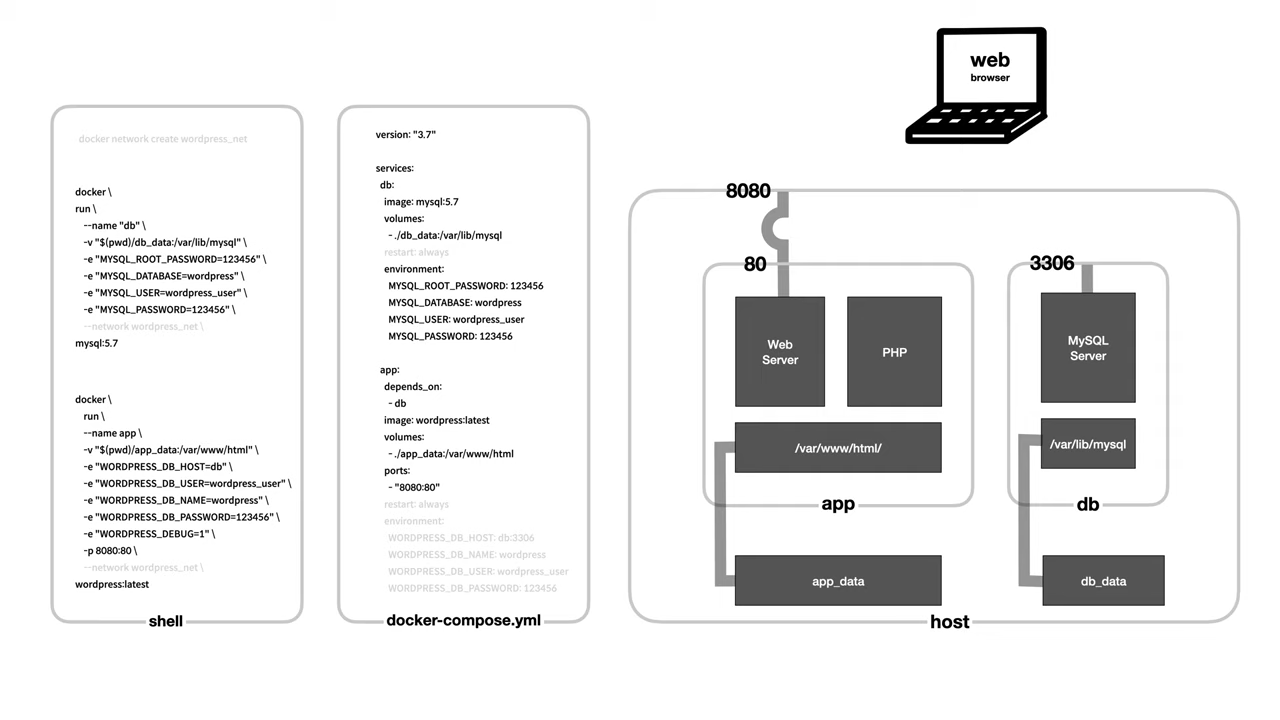 docker network create wordpress_net
docker \
run \
--name "db" \
-v "$(pwd)/db_data:/var/lib/mysql" \
-e "MYSQL_ROOT_PASSWORD=123456" \
-e "MYSQL_DATABASE=wordpress" \
-e "MYSQL_USER=wordpress_user" \
-e "MYSQL_PASSWORD=123456" \
--network wordpress_net \
mysql:5.7
docker \
run \
--name app \
-v "$(pwd)/app_data:/var/www/html" \
-e "WORDPRESS_DB_HOST=db" \
-e "WORDPRESS_DB_USER=wordpress_user" \
-e "WORDPRESS_DB_NAME=wordpress" \
-e "WORDPRESS_DB_PASSWORD=123456" \
-e "WORDPRESS_DEBUG=1" \
-p 8080:80 \
--network wordpress_net \
wordpress:latest
shell
version: "3.7"
services:
db:
image: mysql:5.7
volumes:
- ./db_data:/var/lib/mysql
restart: always
environment:
MYSQL_ROOT_PASSWORD: 123456
MYSQL_DATABASE: wordpress
MYSQL_USER: wordpress_user
MYSQL_PASSWORD: 123456
app:
depends_on:
- db
image: wordpress:latest
volumes:
- ./app_data:/var/www/html
ports:
- "8080:80"
restart: always
environment:
WORDPRESS_DB_HOST: db:3306
WORDPRESS_DB_NAME: wordpress
WORDPRESS_DB_USER: wordpress_user
WORDPRESS_DB_PASSWORD: 123456
docker-compose.yml
web
browser
8080
80
3306
Web
Server
PHP
MySQL
Server
/var/www/html/
/var/lib/mysql
app
db
app_data
db_data
host